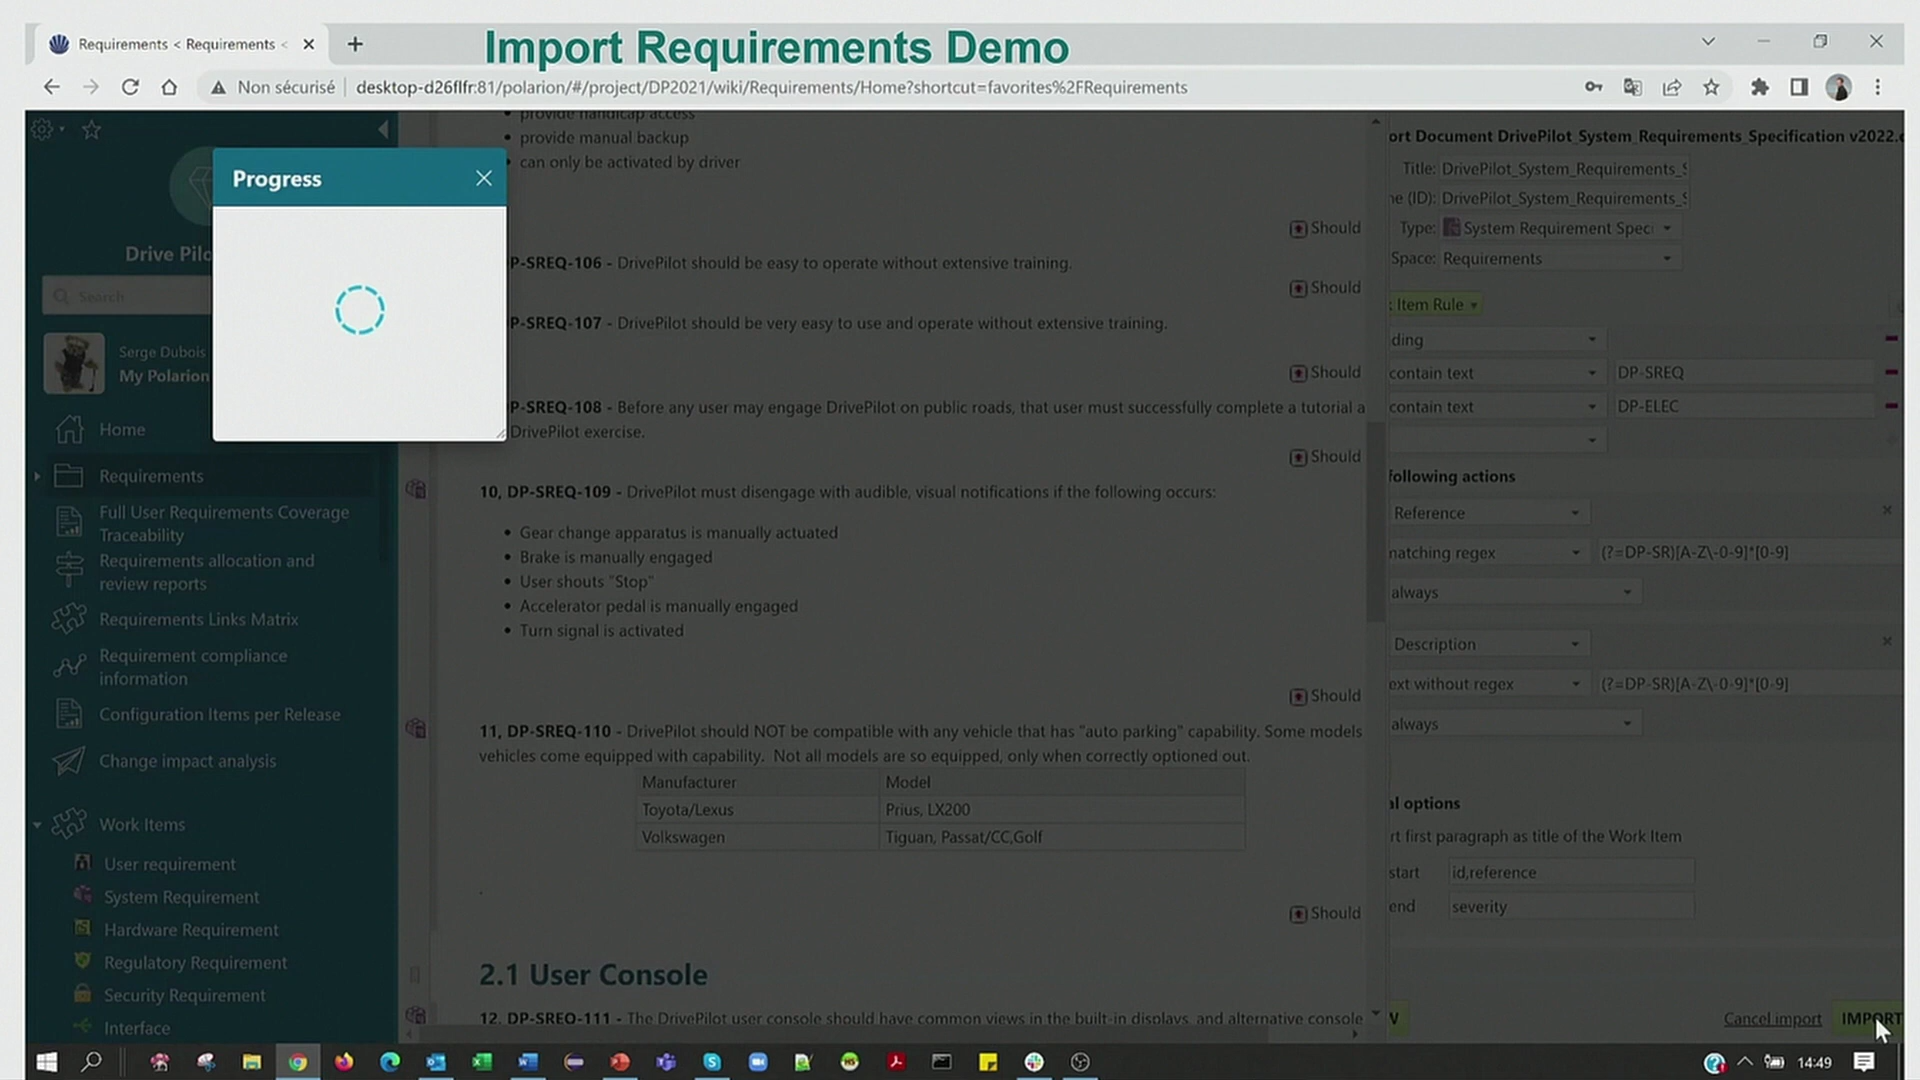 Import Requirements Demo
Requirements < Requirements <
Non sécurisé
desktop-d26flfr:81/polarion/#/project/DP2021/wiki/Requirements/Home?shortcut=favorites%2FRequirements
Progress
Drive Pilo
Search
Serge Dubois
My Polarion
Home
Requirements
Full User Requirements Coverage
Traceability
Requirements allocation and
review reports
Requirements Links Matrix
Requirement compliance
information
Configuration Items per Release
Change impact analysis
Work Items
User requirement
System Requirement
Hardware Requirement
Regulatory Requirement
Security Requirement
Interface
• provide handicap access
• provide manual backup
• can only be activated by driver
Should
P-SREQ-106 - DrivePilot should be easy to operate without extensive training.
Should
P-SREQ-107 - DrivePilot should be very easy to use and operate without extensive training.
Should
P-SREQ-108 - Before any user may engage DrivePilot on public roads, that user must successfully complete a tutorial a
DrivePilot exercise.
Should
10, DP-SREQ-109 - DrivePilot must disengage with audible, visual notifications if the following occurs:
• Gear change apparatus is manually actuated
• Brake is manually engaged
• User shouts "Stop"
• Accelerator pedal is manually engaged
• Turn signal is activated
Should
11, DP-SREQ-110 - DrivePilot should NOT be compatible with any vehicle that has "auto parking" capability. Some models
vehicles come equipped with capability. Not all models are so equipped, only when correctly optioned out.
Manufacturer Model
Toyota/Lexus Prius, LX200
Volkswagen Tiguan, Passat/CC,Golf
.
Should
2.1 User Console
12, DP-SREQ-111 - The DrivePilot user console should have common views in the built-in displays, and alternative console
ort Document DrivePilot_System_Requirements_Specification v2022.
Title: DrivePilot_System_Requirements_S
ne (ID): DrivePilot_System_Requirements_S
Type: System Requirement Speci
Space: Requirements
Item Rule
ding
contain text DP-SREQ
contain text DP-ELEC
following actions
Reference
matching regex (?=DP-SR)[A-Z\-0-9]*[0-9]
always
Description
ext without regex (?=DP-SR)[A-Z\-0-9]*[0-9]
always
al options
rt first paragraph as title of the Work Item
start id,reference
end severity
W
Cancel import IMPORT
14:49